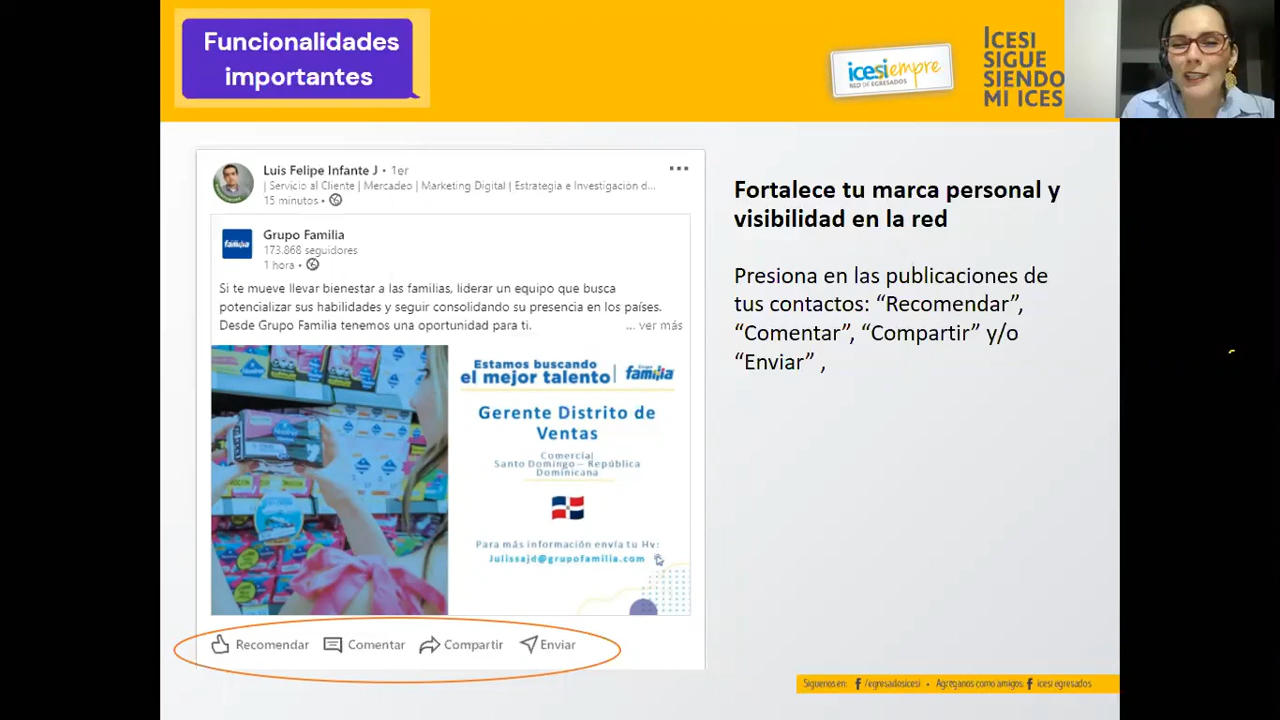 Funcionalidades
importantes
icesiempre
RED DE EGRESADOS
ICESI
SIGUE
SIENDO
MI ICES
Luis Felipe Infante J • 1er
| Servicio al Cliente | Mercadeo | Marketing Digital | Estrategia e Investigación d...
15 minutos •
familia
Grupo Familia
173.868 seguidores
1 hora •
Si te mueve llevar bienestar a las familias, liderar un equipo que busca
potencializar sus habilidades y seguir consolidando su presencia en los países.
Desde Grupo Familia tenemos una oportunidad para ti. ... ver más
Estamos buscando
el mejor talento | Grupo familia
Gerente Distrito de
Ventas
Comercial
Santo Domingo – República
Dominicana
Para más información envía tu Hv:
Julissajd@grupofamilia.com
Recomendar Comentar Compartir Enviar
Fortalece tu marca personal y
visibilidad en la red
Presiona en las publicaciones de
tus contactos: “Recomendar”,
“Comentar”, “Compartir” y/o
“Enviar” ,
Síguenos en: f /egresadosicesi • Agréganos como amigos: f icesi egresados